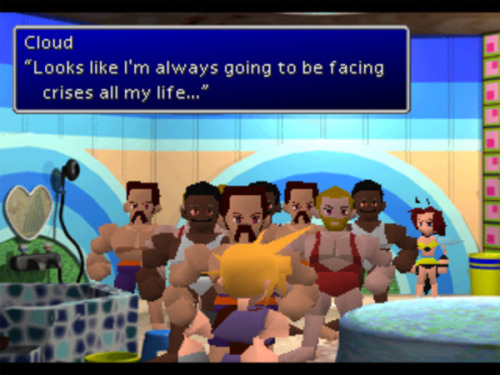 Cloud
“Looks like I'm always going to be facing
crises all my life...”